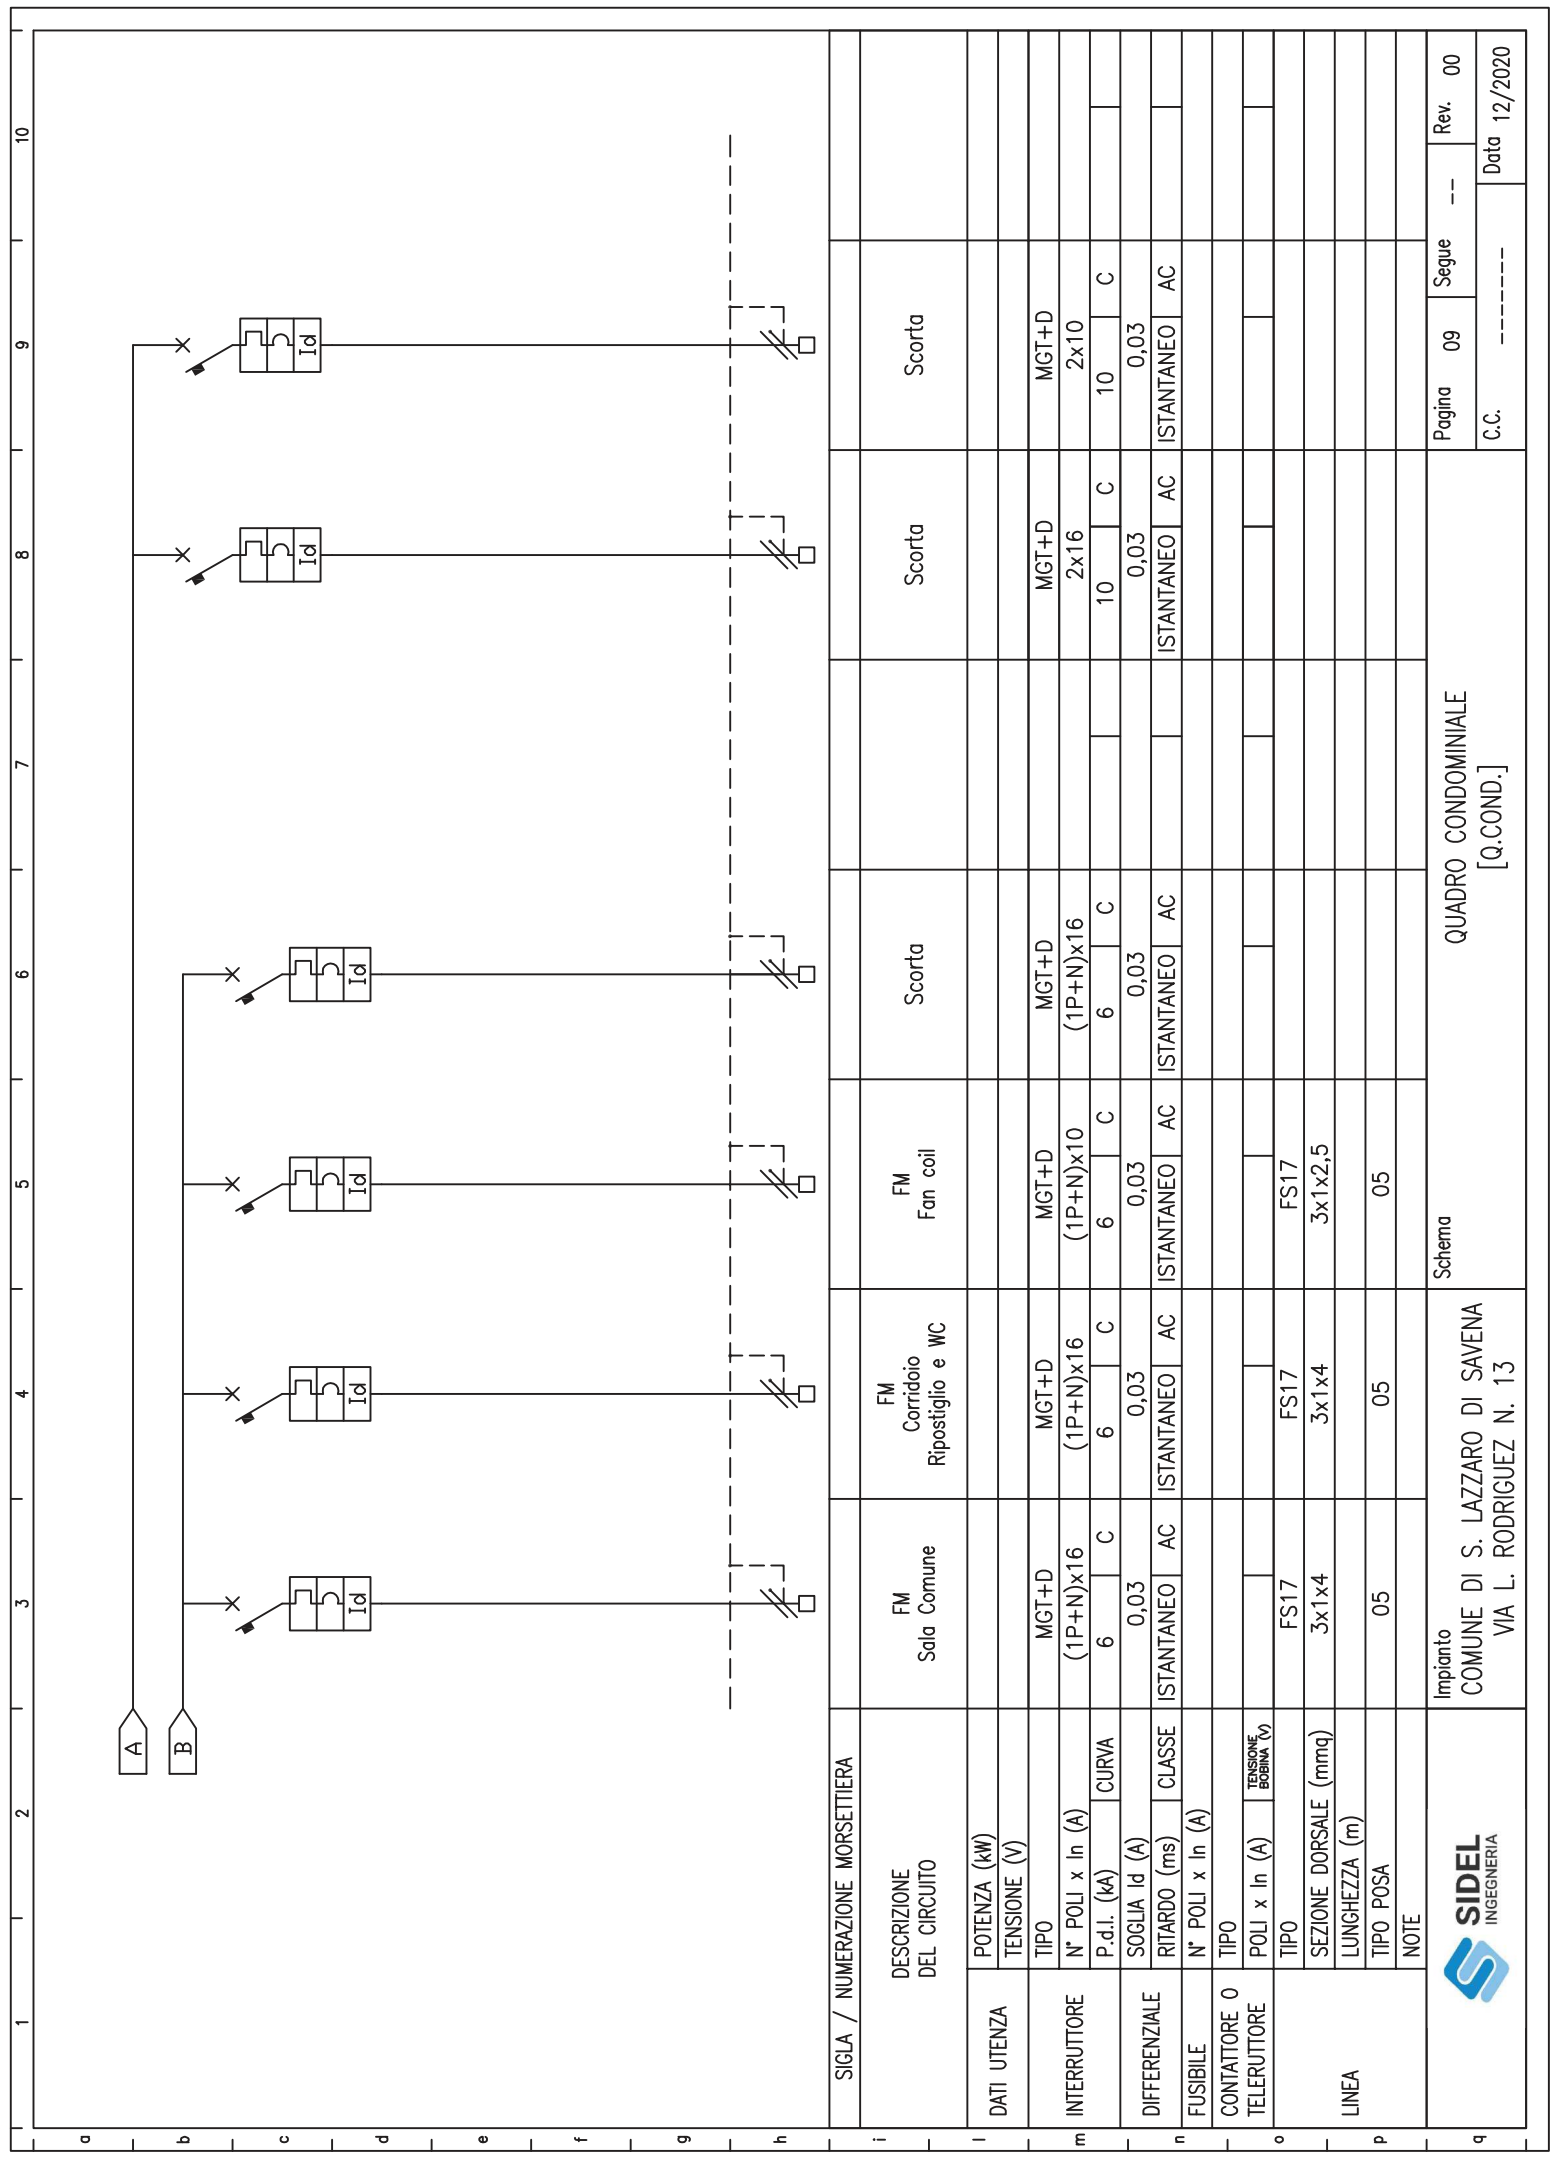 1 2 3 4 5 6 7 8 9 10
a
b
c
d
e
f
g
h
i
l
m
n
o
p
q
A
B
Id Id Id Id Id Id
SIGLA / NUMERAZIONE MORSETTIERA
DESCRIZIONE
DEL CIRCUITO
FM
Sala Comune
FM
Corridoio
Ripostiglio e WC
FM
Fan coil
Scorta
Scorta
Scorta
DATI UTENZA
POTENZA (kW)
TENSIONE (V)
INTERRUTTORE
TIPO MGT+D MGT+D MGT+D MGT+D MGT+D MGT+D
N° POLI x In (A) (1P+N)x16 (1P+N)x16 (1P+N)x10 (1P+N)x16 2x16 2x10
P.d.I. (kA) CURVA 6 C 6 C 6 C 6 C 10 C 10 C
DIFFERENZIALE
SOGLIA Id (A) 0,03 0,03 0,03 0,03 0,03 0,03
RITARDO (ms) CLASSE ISTANTANEO AC ISTANTANEO AC ISTANTANEO AC ISTANTANEO AC ISTANTANEO AC ISTANTANEO AC
FUSIBILE N° POLI x In (A)
CONTATTORE O
TELERUTTORE
TIPO
POLI x In (A) TENSIONE
BOBINA (V)
LINEA
TIPO FS17 FS17 FS17
SEZIONE DORSALE (mmq) 3x1x4 3x1x4 3x1x2,5
LUNGHEZZA (m)
TIPO POSA 05 05 05
NOTE
SIDEL
INGEGNERIA
Impianto
COMUNE DI S. LAZZARO DI SAVENA
VIA L. RODRIGUEZ N. 13
Schema
QUADRO CONDOMINIALE
[Q.COND.]
Pagina 09 Segue -- Rev. 00
C.C. -------- Data 12/2020